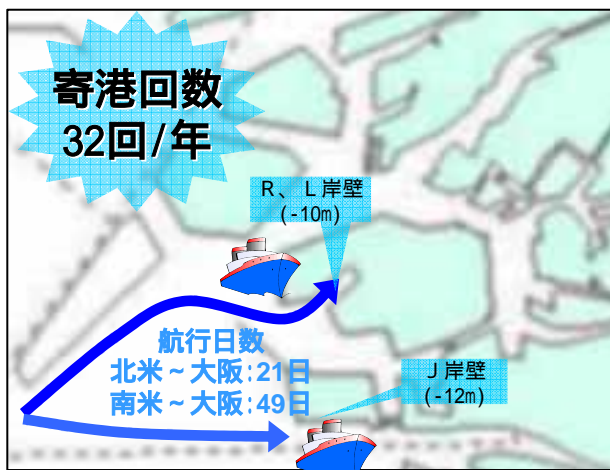 寄港回数
32回/年
R、L岸壁
(-10m)
航行日数
北米～大阪:21日
南米～大阪:49日
J岸壁
(-12m)